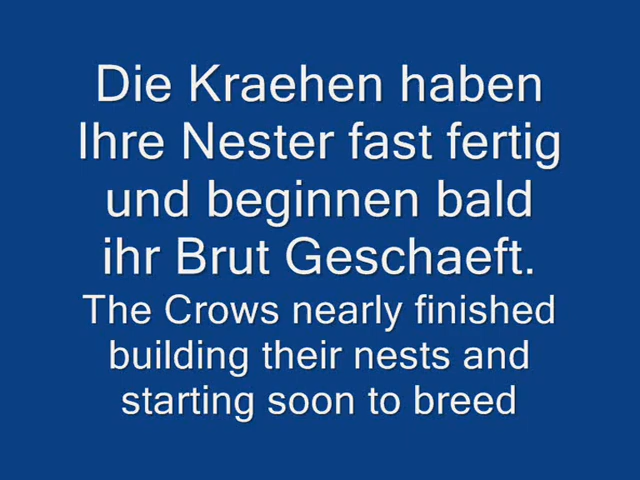 Die Kraehen haben
Ihre Nester fast fertig
und beginnen bald
ihr Brut Geschaeft.
The Crows nearly finished
building their nests and
starting soon to breed